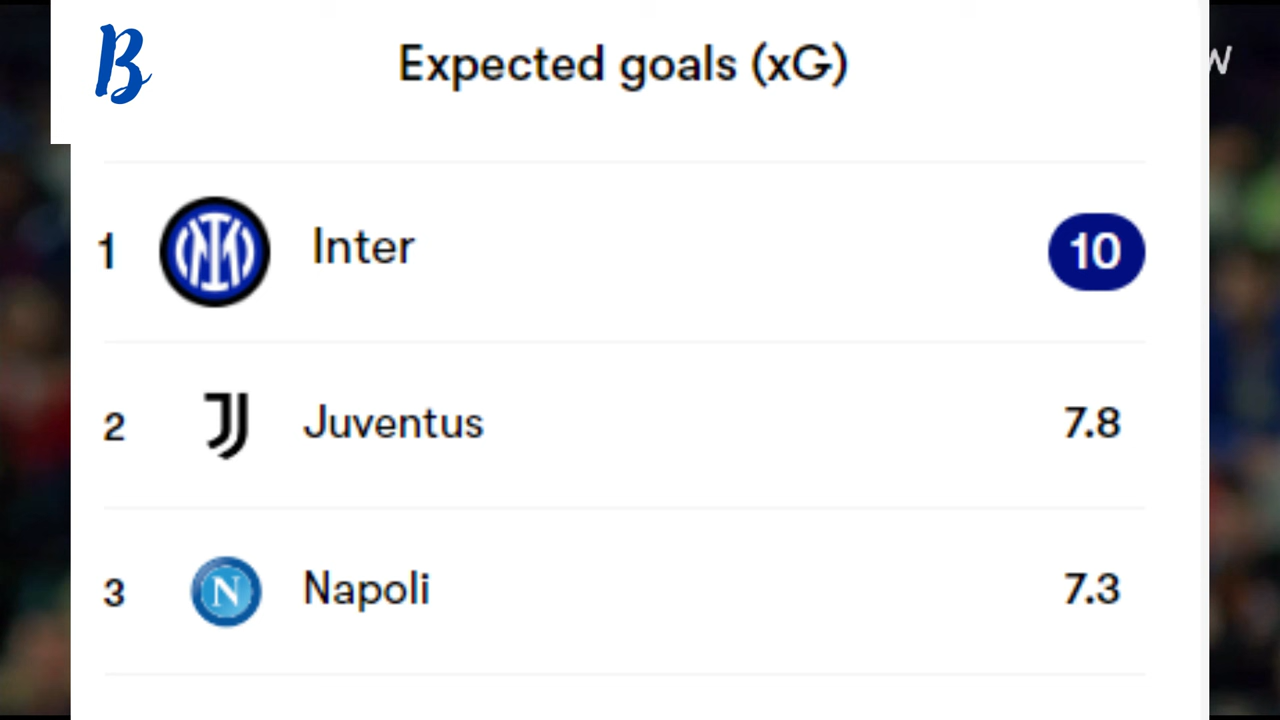 B
Expected goals (xG)
W
1 Inter 10
2 Juventus 7.8
3 N Napoli 7.3